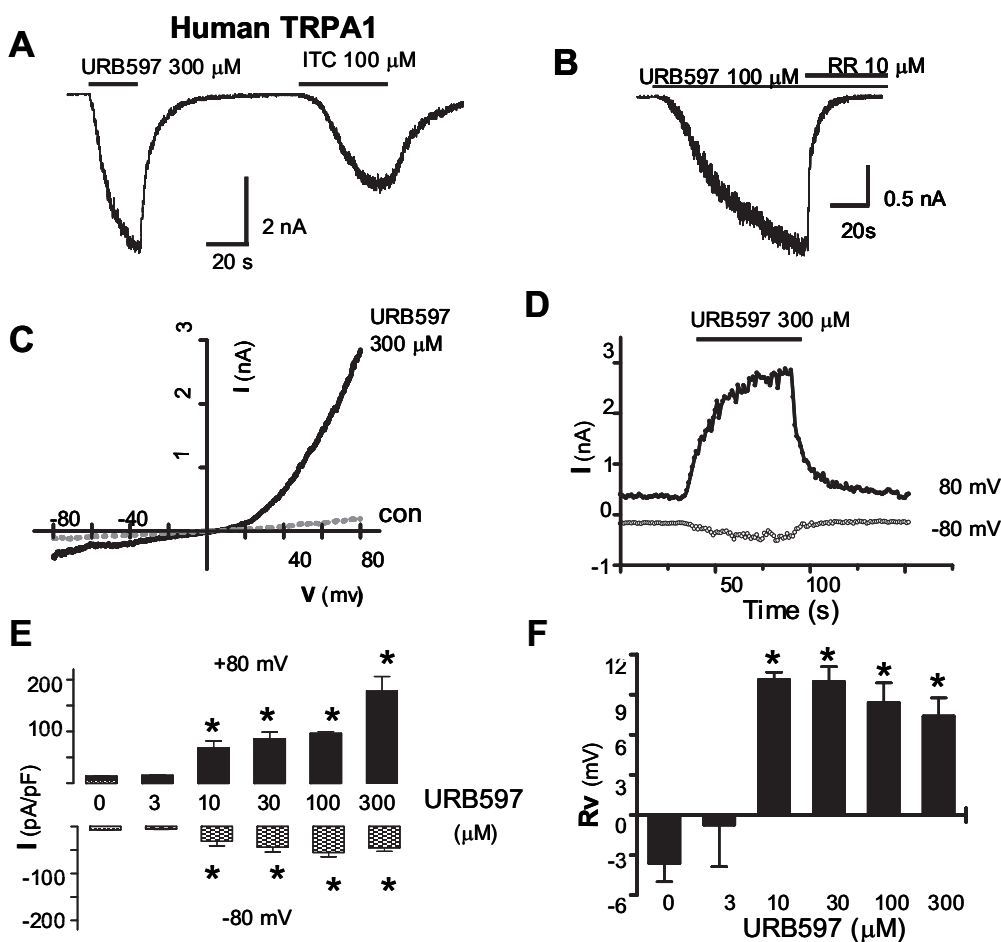 Human TRPA1
A
URB597 300 μM
ITC 100 μM
2 nA
20 s
B
URB597 100 μM
RR 10 μM
0.5 nA
20s
C
3
2
1
I (nA)
URB597
300 μM
-80
-40
con
40
80
V (mv)
D
URB597 300 μM
3
2
1
0
-1
I (nA)
80 mV
-80 mV
50
100
Time (s)
E
+80 mV
200
100
* * * *
0 3 10 30 100 300
URB597
(μM)
I (pA/pF)
-100
-200
* * * *
-80 mV
F
12
9
6
3
0
-3
-6
Rv (mV)
* * * *
0 3 10 30 100 300
URB597 (μM)